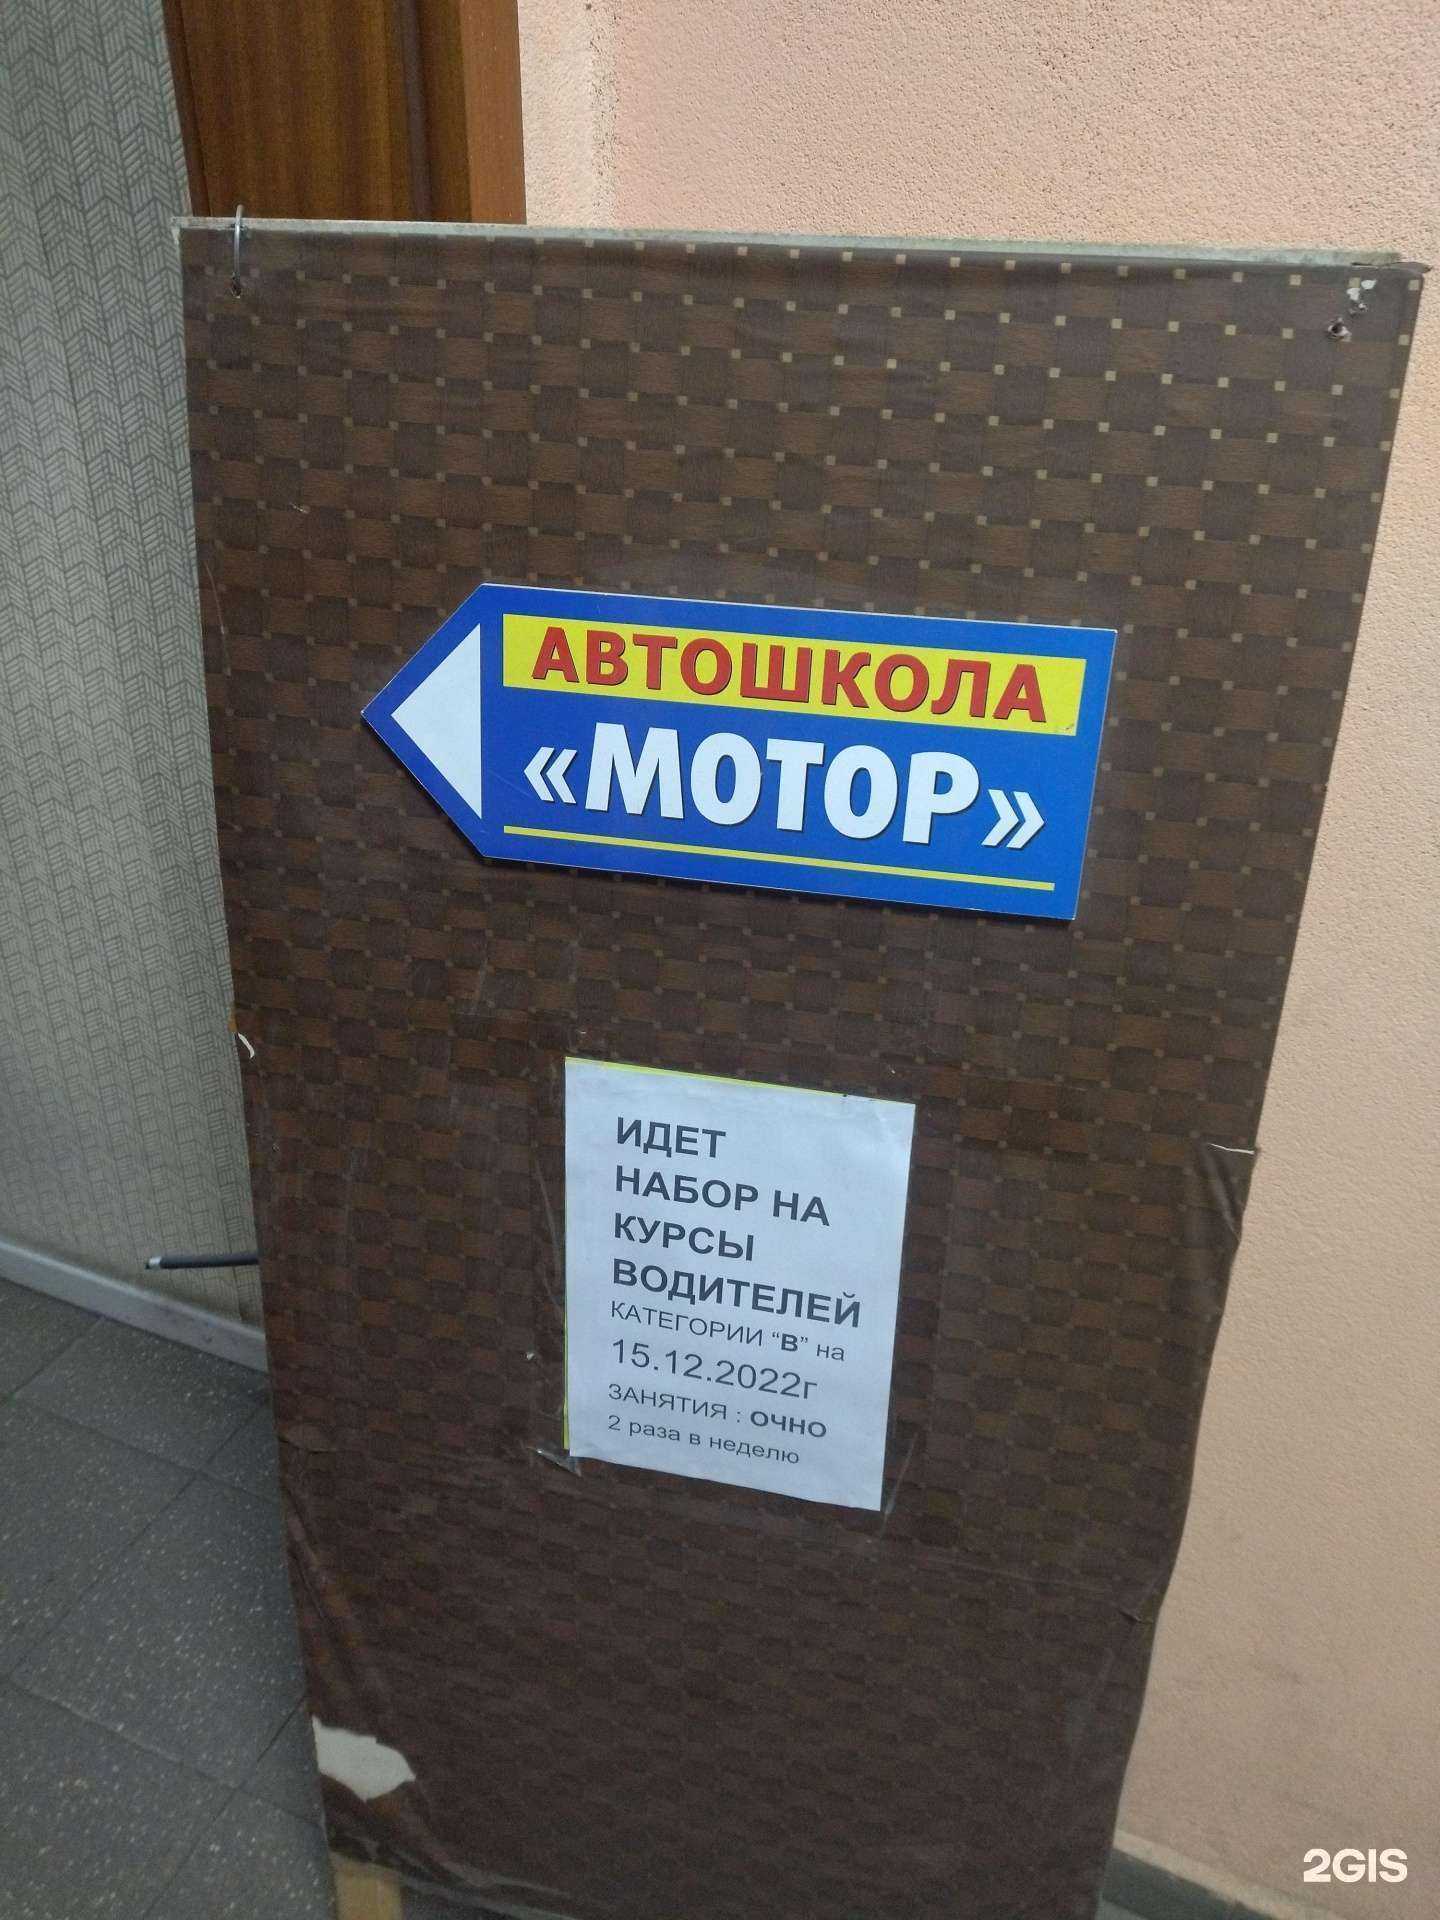 АВТОШКОЛА
«МОТОР»
ИДЕТ
НАБОР НА
КУРСЫ
ВОДИТЕЛЕЙ
КАТЕГОРИИ “В” на
15.12.2022г
ЗАНЯТИЯ : ОЧНО
2 раза в неделю
2GIS